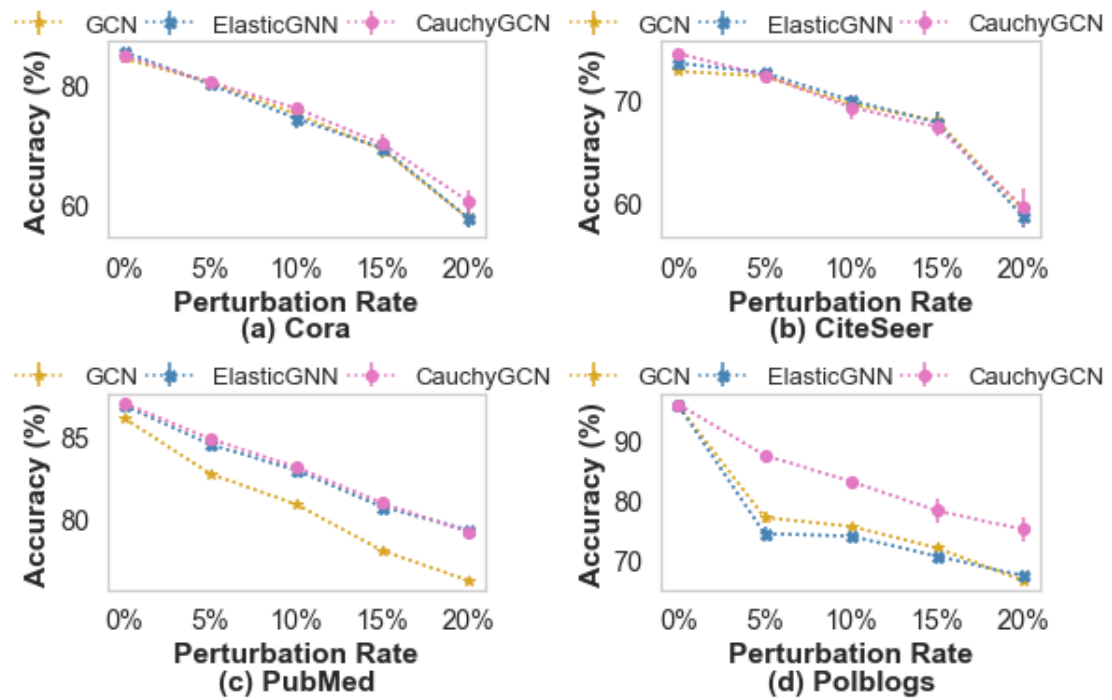 GCN ElasticGNN CauchyGCN
Accuracy (%)
80
60
0% 5% 10% 15% 20%
Perturbation Rate
(a) Cora
GCN ElasticGNN CauchyGCN
Accuracy (%)
70
60
0% 5% 10% 15% 20%
Perturbation Rate
(b) CiteSeer
GCN ElasticGNN CauchyGCN
Accuracy (%)
85
80
0% 5% 10% 15% 20%
Perturbation Rate
(c) PubMed
GCN ElasticGNN CauchyGCN
Accuracy (%)
90
80
70
0% 5% 10% 15% 20%
Perturbation Rate
(d) Polblogs